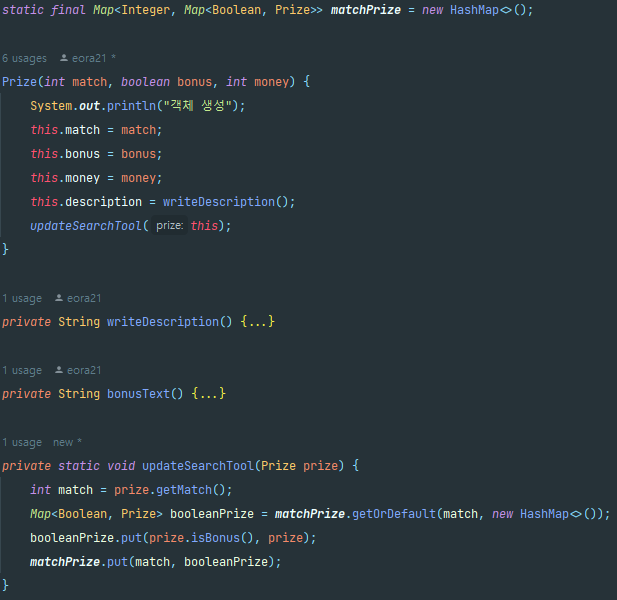 static final Map<Integer, Map<Boolean, Prize>> matchPrize = new HashMap<>();
6 usages eora21 *
Prize(int match, boolean bonus, int money) {
System.out.println("객체 생성");
this.match = match;
this.bonus = bonus;
this.money = money;
this.description = writeDescription();
updateSearchTool( prize: this);
}
1 usage eora21
private String writeDescription() {...}
1 usage eora21
private String bonusText() {...}
1 usage new *
private static void updateSearchTool(Prize prize) {
int match = prize.getMatch();
Map<Boolean, Prize> booleanPrize = matchPrize.getOrDefault(match, new HashMap<>());
booleanPrize.put(prize.isBonus(), prize);
matchPrize.put(match, booleanPrize);
}